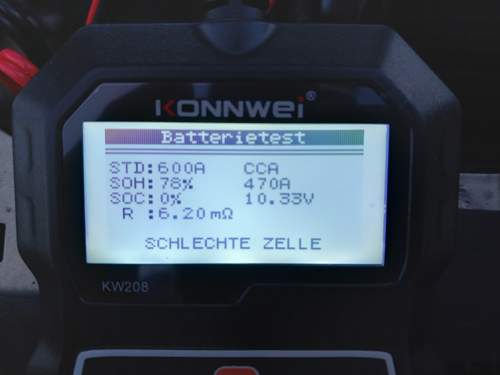 KONNWEI®
Batterietest
STD:600A CCA
SOH:78% 470A
SOC:0% 10.33V
R :6.20mΩ
SCHLECHTE ZELLE
KW208